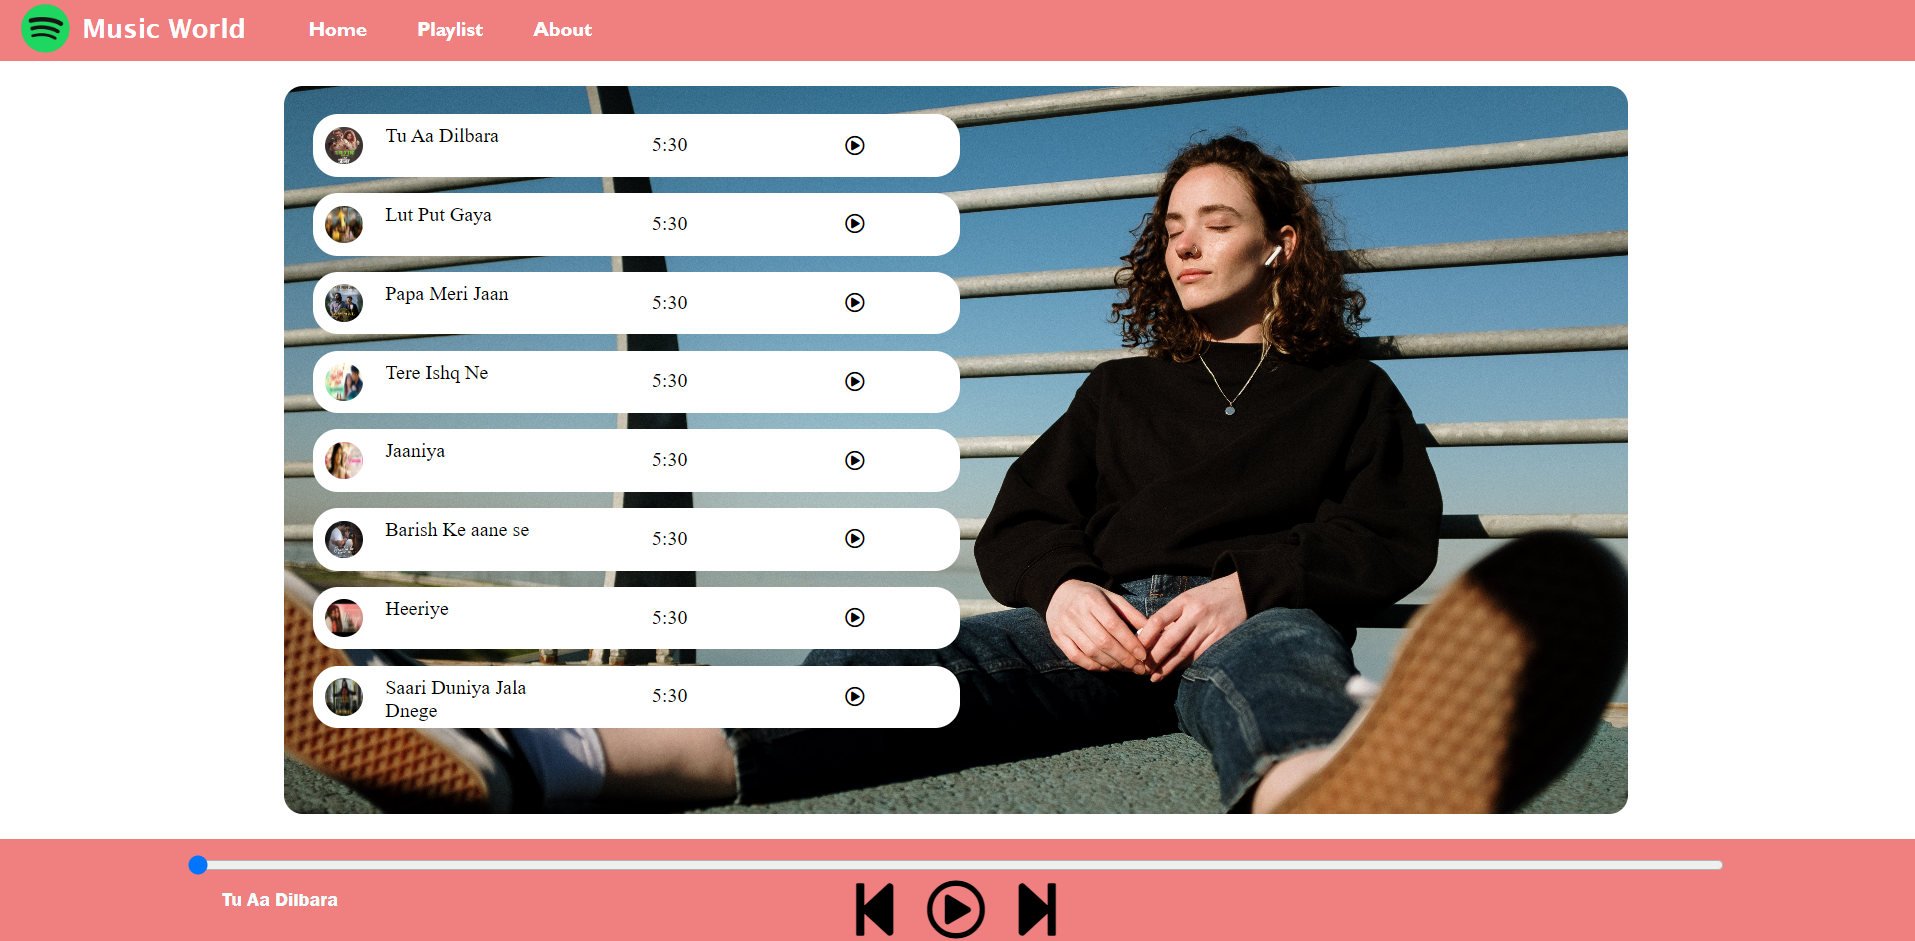 Music World
Home
Playlist
About
Tu Aa Dilbara
5:30
Lut Put Gaya
5:30
Papa Meri Jaan
5:30
Tere Ishq Ne
5:30
Jaaniya
5:30
Barish Ke aane se
5:30
Heeriye
5:30
Saari Duniya Jala
Dnege
5:30
Tu Aa Dilbara